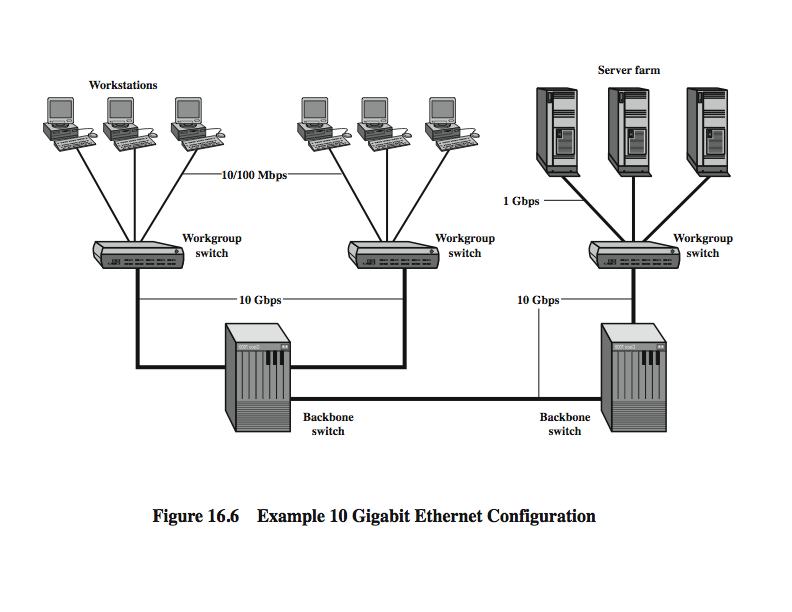 Workstations
Server farm
10/100 Mbps
1 Gbps
Workgroup
switch
Workgroup
switch
Workgroup
switch
10 Gbps
10 Gbps
Backbone
switch
Backbone
switch
Figure 16.6 Example 10 Gigabit Ethernet Configuration